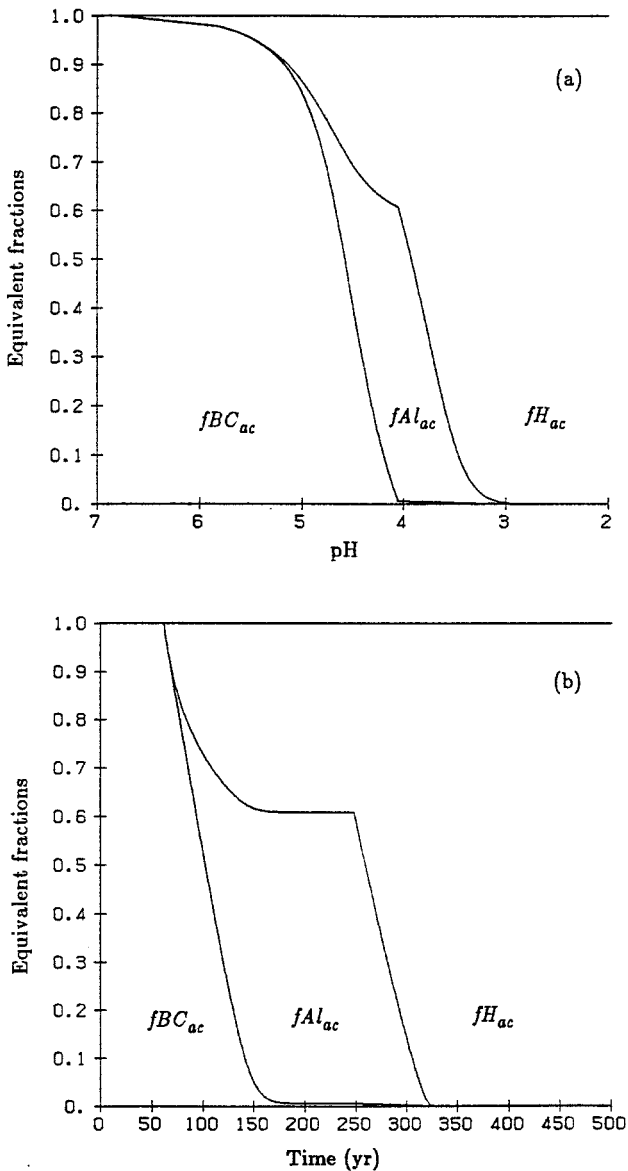 1.0
(a)
0.9
0.8
0.7
0.6
0.5
0.4
0.3
0.2
0.1
0.
Equivalent fractions
fBC_ac
fAl_ac
fH_ac
7 6 5 4 3 2
pH
1.0
(b)
0.9
0.8
0.7
0.6
0.5
0.4
0.3
0.2
0.1
0.
Equivalent fractions
fBC_ac
fAl_ac
fH_ac
0 50 100 150 200 250 300 350 400 450 500
Time (yr)